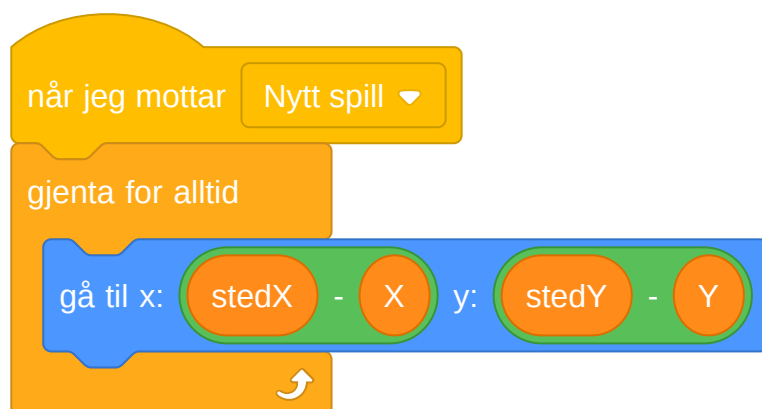 når jeg mottar Nytt spill
gjenta for alltid
gå til x: stedX - X y: stedY - Y